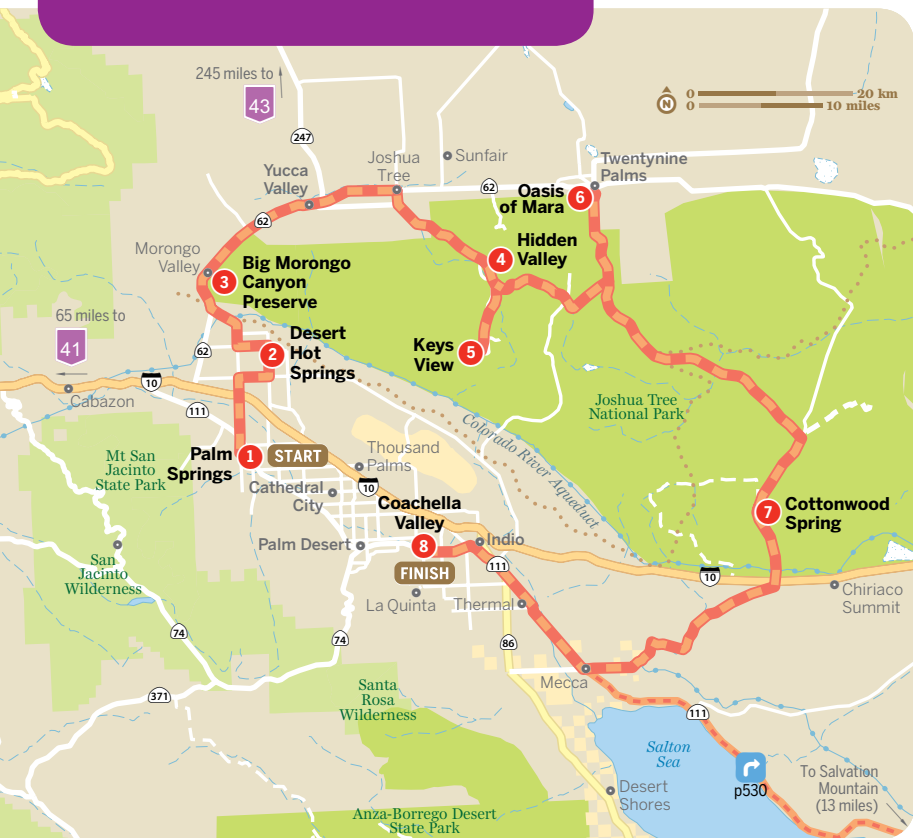 245 miles to
43
0
20 km
N
0
10 miles
247
Joshua
Tree
Sunfair
Yucca
Valley
62
Twentynine
Palms
Oasis
of Mara
6
62
Hidden
Valley
4
Morongo
Valley
3
Big Morongo
Canyon
Preserve
65 miles to
41
62
2
Desert
Hot
Springs
Keys
View
5
10
Cabazon
111
Joshua Tree
National Park
Colorado River Aqueduct
Palm
Springs
1
START
Mt San
Jacinto
State Park
Thousand
Palms
Cathedral
City
10
Coachella
Valley
7
Cottonwood
Spring
Palm Desert
8
Indio
FINISH
111
10
San
Jacinto
Wilderness
La Quinta
Thermal
Chiriaco
Summit
74
74
86
371
Mecca
Santa
Rosa
Wilderness
111
Salton
Sea
p530
To Salvation
Mountain
(13 miles)
Desert
Shores
Anza-Borrego Desert
State Park